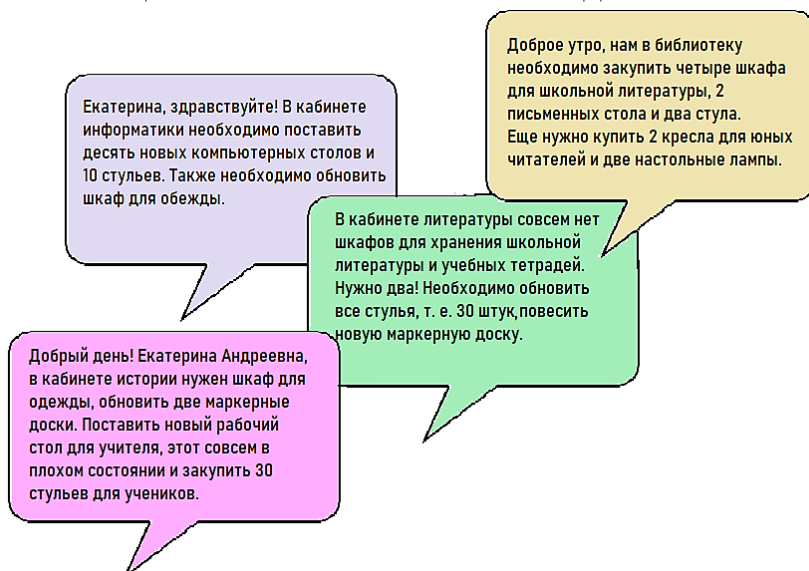 Доброе утро, нам в библиотеку
необходимо закупить четыре шкафа
для школьной литературы, 2
письменных стола и два стула.
Еще нужно купить 2 кресла для юных
читателей и две настольные лампы.
Екатерина, здравствуйте! В кабинете
информатики необходимо поставить
десять новых компьютерных столов и
10 стульев. Также необходимо обновить
шкаф для обежды.
В кабинете литературы совсем нет
шкафов для хранения школьной
литературы и учебных тетрадей.
Нужно два! Необходимо обновить
все стулья, т. е. 30 штук,повесить
новую маркерную доску.
Добрый день! Екатерина Андреевна,
в кабинете истории нужен шкаф для
одежды, обновить две маркерные
доски. Поставить новый рабочий
стол для учителя, этот совсем в
плохом состоянии и закупить 30
стульев для учеников.